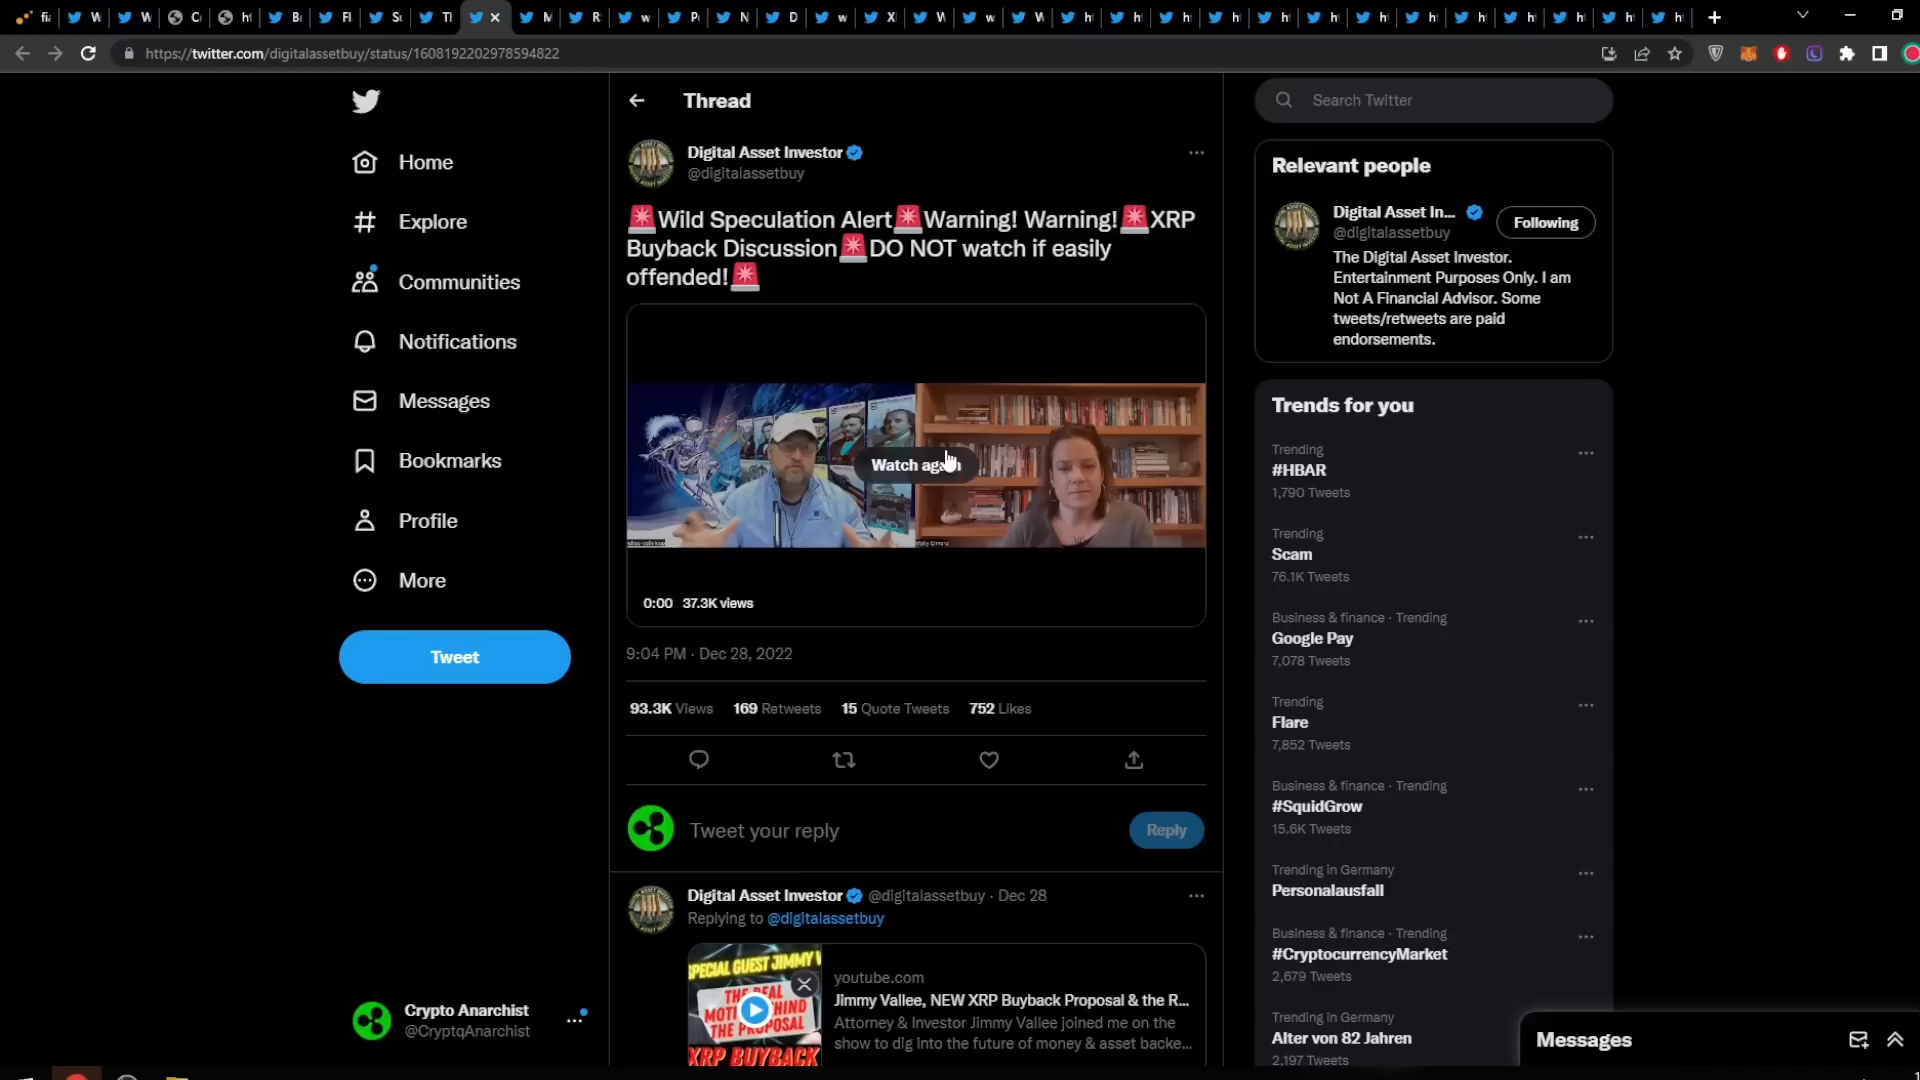 https://twitter.com/digitalassetbuy/status/1608192202978594822
Home
Explore
Communities
Notifications
Messages
Bookmarks
Profile
More
Tweet
Crypto Anarchist
@CryptqAnarchist
Thread
Digital Asset Investor
@digitalassetbuy
🚨Wild Speculation Alert🚨Warning! Warning!🚨XRP
Buyback Discussion🚨DO NOT watch if easily
offended!🚨
Watch again
0:00 37.3K views
9:04 PM · Dec 28, 2022
93.3K Views 169 Retweets 15 Quote Tweets 752 Likes
Tweet your reply
Reply
Digital Asset Investor @digitalassetbuy · Dec 28
Replying to @digitalassetbuy
SPECIAL GUEST JIMMY V
THE REAL
BEHIND
THE PROPOSAL
XRP BUYBACK
youtube.com
Jimmy Vallee, NEW XRP Buyback Proposal & the R...
Attorney & Investor Jimmy Vallee joined me on the
show to dig into the future of money & asset backe...
Search Twitter
Relevant people
Digital Asset In...
@digitalassetbuy
Following
The Digital Asset Investor.
Entertainment Purposes Only. I am
Not A Financial Advisor. Some
tweets/retweets are paid
endorsements.
Trends for you
Trending
#HBAR
1,790 Tweets
Trending
Scam
76.1K Tweets
Business & finance · Trending
Google Pay
7,078 Tweets
Trending
Flare
7,852 Tweets
Business & finance · Trending
#SquidGrow
15.6K Tweets
Trending in Germany
Personalausfall
Business & finance · Trending
#CryptocurrencyMarket
2,679 Tweets
Trending in Germany
Alter von 82 Jahren
2,197 Tweets
Messages